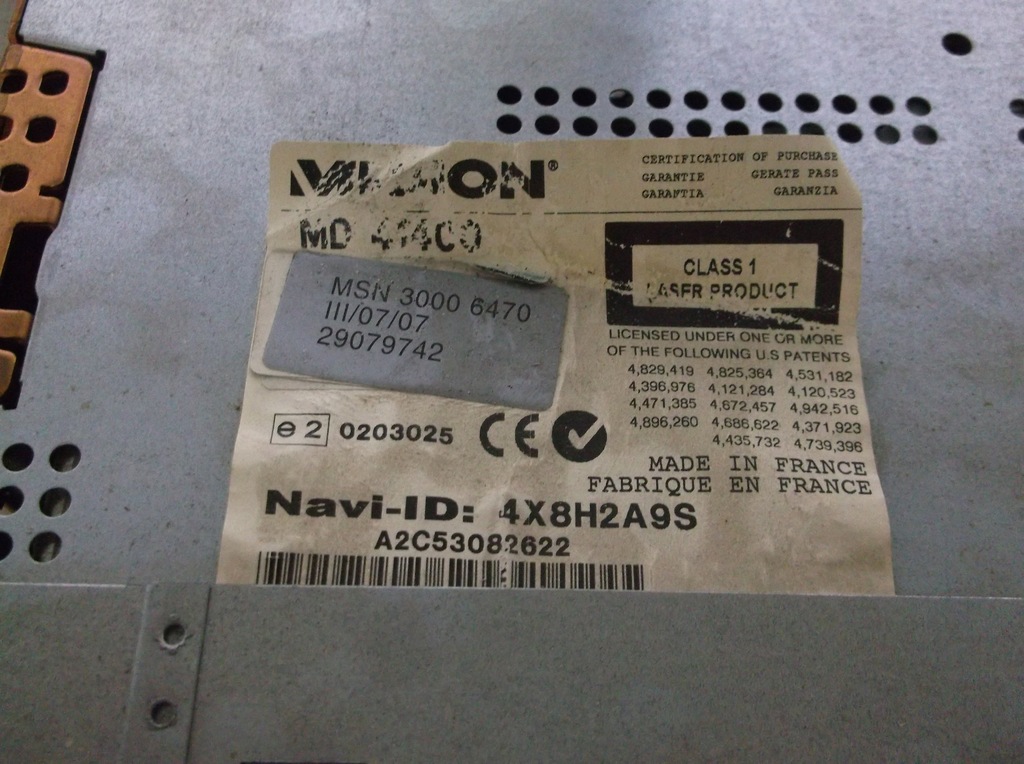 CERTIFICATION OF PURCHASE
GARANTIE GERATE PASS
GARANTIA GARANZIA
MD
MSN 3000 6470
III/07/07
29079742
CLASS 1
LASER PRODUCT
LICENSED UNDER ONE OR MORE
OF THE FOLLOWING U.S PATENTS
4,829,419 4,825,364 4,531,182
4,396,976 4,121,284 4,120,523
4,471,385 4,672,457 4,942,516
4,896,260 4,686,622 4,371,923
4,435,732 4,739,396
e2 0203025 CE
MADE IN FRANCE
FABRIQUE EN FRANCE
Navi-ID: 4X8H2A9S
A2C53082622